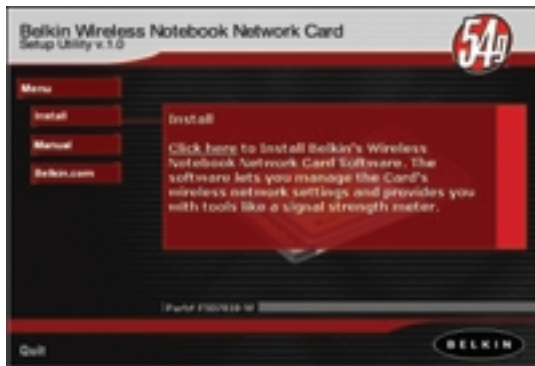 Belkin Wireless Notebook Network Card
Setup Utility v.1.0
54g
Menu
Install
Manual
Belkin.com
Install
Click here to Install Belkin's Wireless
Notebook Network Card Software. The
software lets you manage the Card's
wireless network settings and provides you
with tools like a signal strength meter.
Part#
Quit
BELKIN